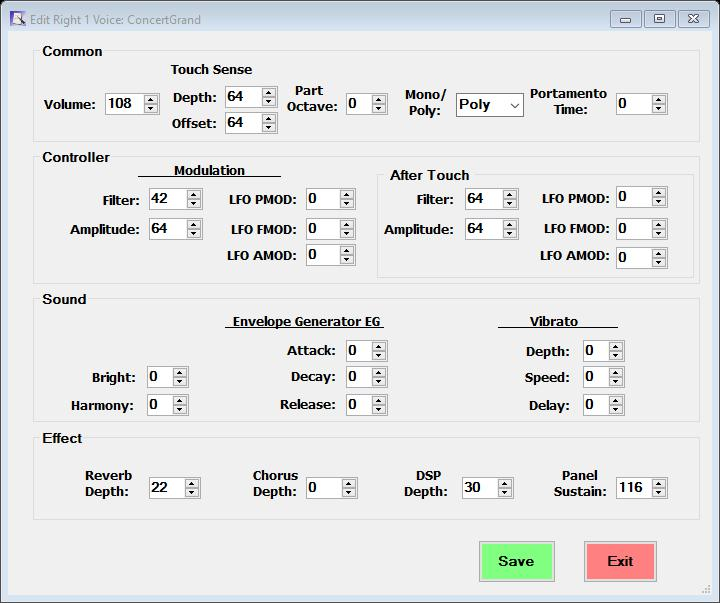 Edit Right 1 Voice: ConcertGrand
Common
Touch Sense
Volume: 108
Depth: 64
Offset: 64
Part
Octave: 0
Mono/
Poly: Poly
Portamento
Time: 0
Controller
Modulation
Filter: 42 LFO PMOD: 0
Amplitude: 64 LFO FMOD: 0
LFO AMOD: 0
After Touch
Filter: 64 LFO PMOD: 0
Amplitude: 64 LFO FMOD: 0
LFO AMOD: 0
Sound
Bright: 0
Harmony: 0
Envelope Generator EG
Attack: 0
Decay: 0
Release: 0
Vibrato
Depth: 0
Speed: 0
Delay: 0
Effect
Reverb
Depth: 22
Chorus
Depth: 0
DSP
Depth: 30
Panel
Sustain: 116
Save Exit